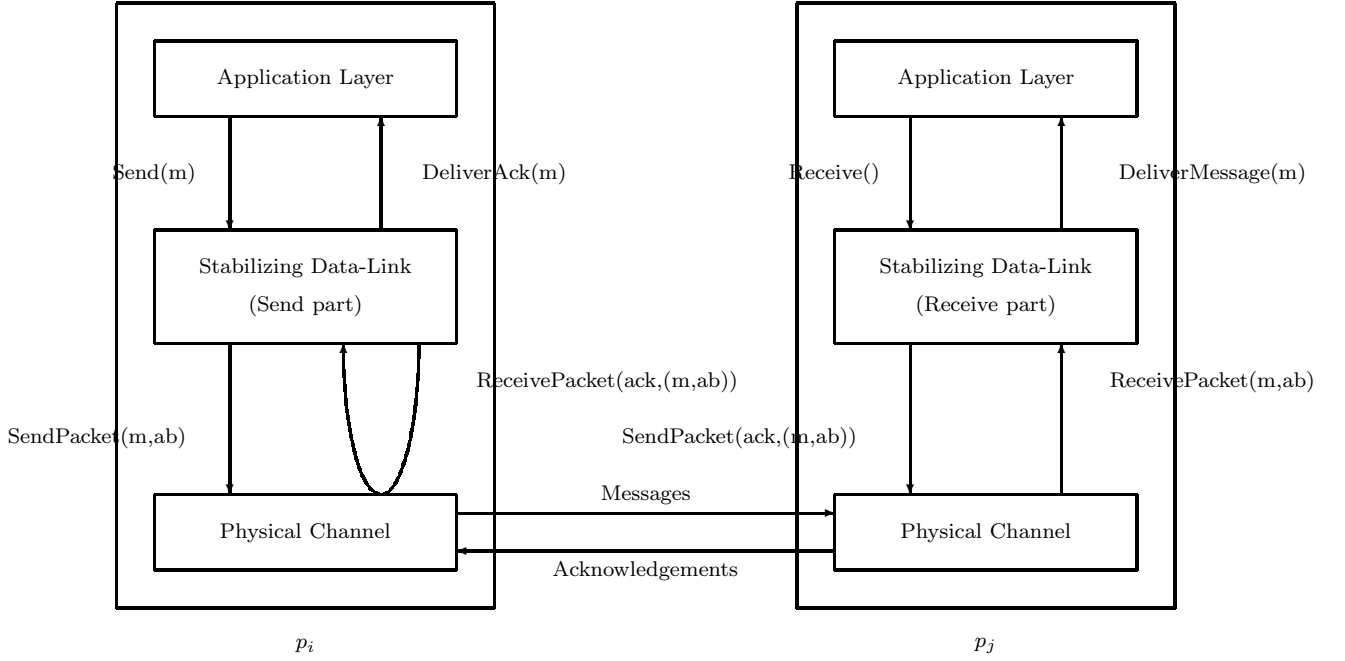 Application Layer
Application Layer
Send(m)
DeliverAck(m)
Receive()
DeliverMessage(m)
Stabilizing Data-Link
(Send part)
Stabilizing Data-Link
(Receive part)
ReceivePacket(ack,(m,ab))
ReceivePacket(m,ab)
SendPacket(m,ab)
SendPacket(ack,(m,ab))
Messages
Physical Channel
Physical Channel
Acknowledgements
p_i
p_j